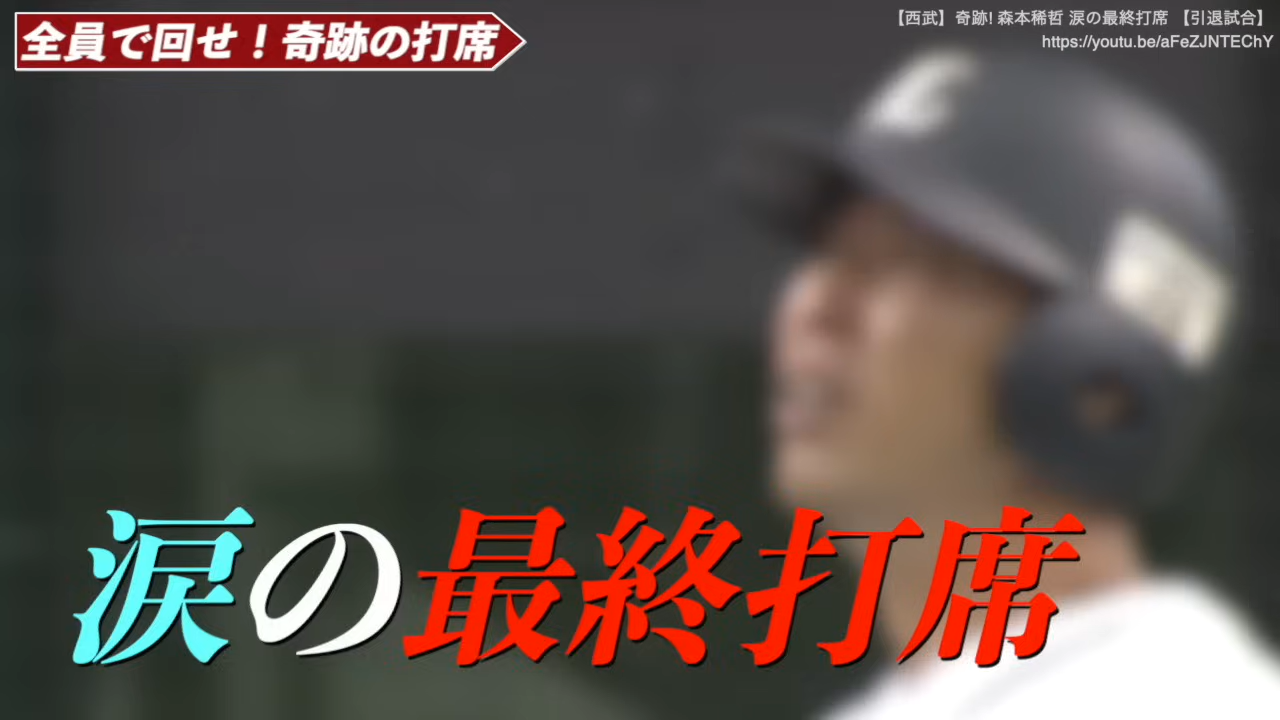 全員で回せ！奇跡の打席
【西武】奇跡! 森本稀哲 涙の最終打席 【引退試合】
https://youtu.be/aFeZJNTEChY
涙の最終打席